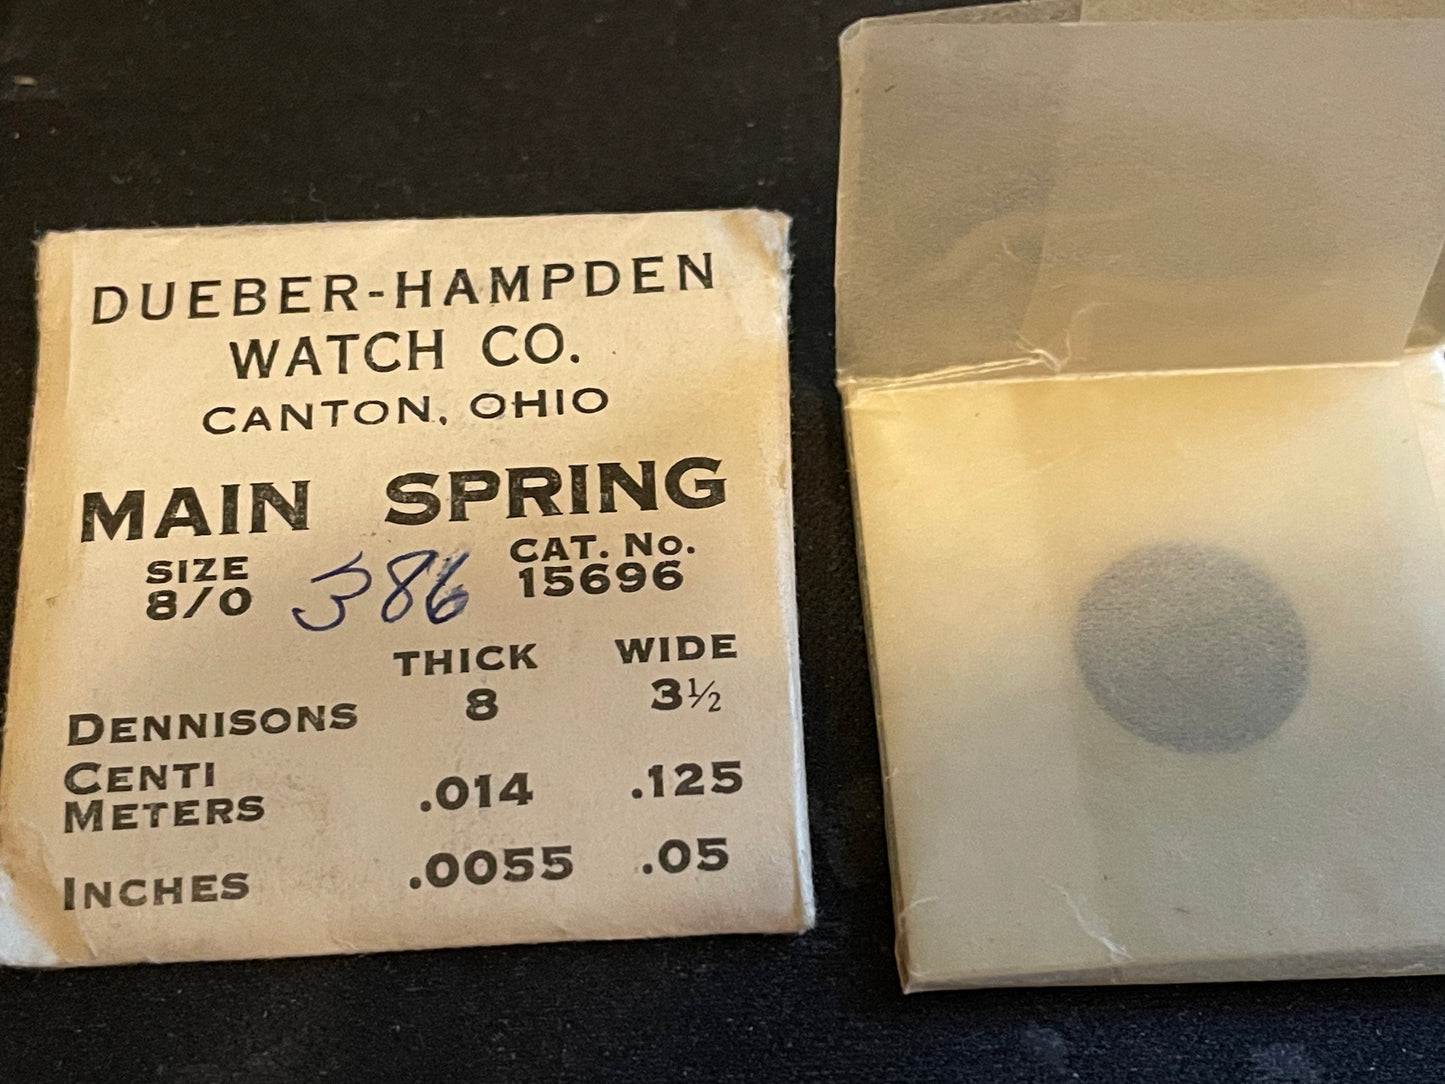 DUEBER-HAMPDEN
WATCH CO.
CANTON, OHIO
MAIN SPRING
SIZE 8/0
386
CAT. No. 15696
THICK WIDE
DENNISONS 8 3½
CENTI METERS .014 .125
INCHES .0055 .05